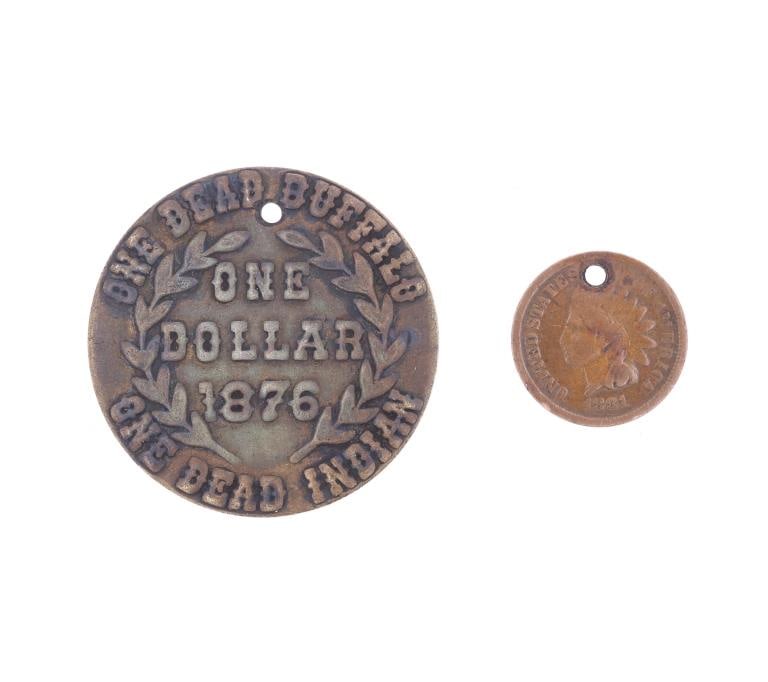 ONE DEAD BUFFALO
ONE
DOLLAR
1876
ONE DEAD INDIAN
UNITED STATES
AMERICA